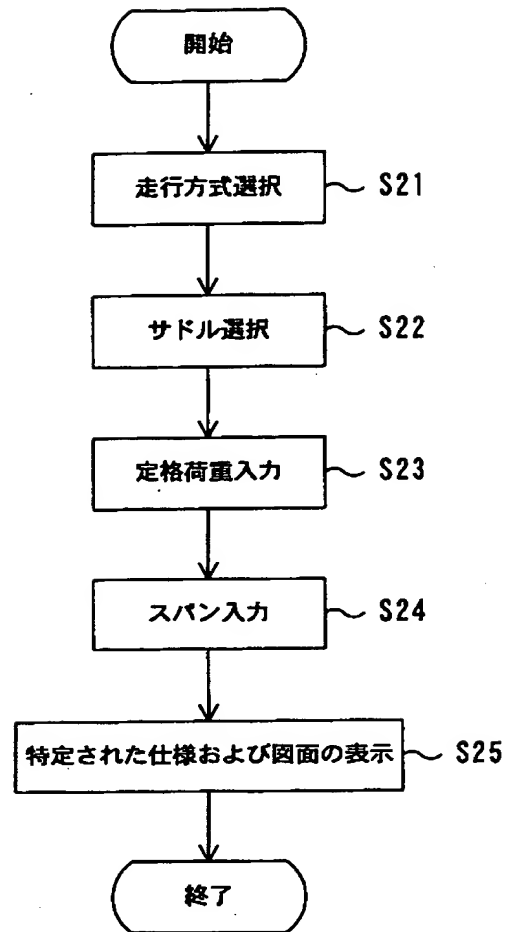 開始
走行方式選択 S21
サドル選択 S22
定格荷重入力 S23
スパン入力 S24
特定された仕様および図面の表示 S25
終了